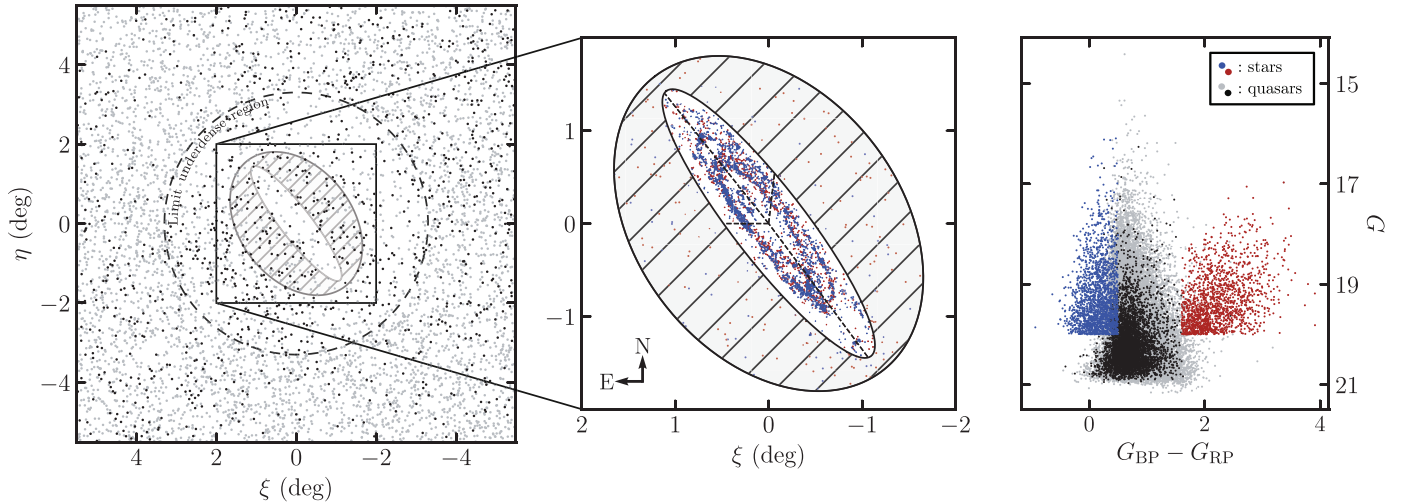 4
2
0
−2
−4
η (deg)
4
2
0
−2
−4
ξ (deg)
Limit underdense region
1
0
−1
2
1
0
−1
−2
ξ (deg)
N
E
: stars
: quasars
15
17
19
21
G
0
2
4
G_BP − G_RP